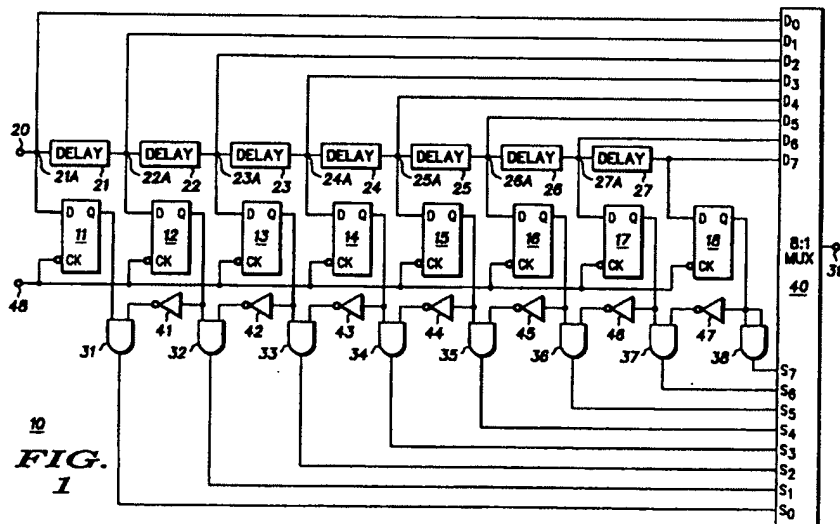 D0
D1
D2
D3
D4
D5
D6
D7
20
DELAY DELAY DELAY DELAY DELAY DELAY DELAY
21A 21 22A 22 23A 23 24A 24 25A 25 26A 26 27A 27
D Q D Q D Q D Q D Q D Q D Q D Q
11 12 13 14 15 16 17 18
CK CK CK CK CK CK CK CK
8:1
MUX
40
39
48
41 42 43 44 45 46 47
31 32 33 34 35 36 37 38
S7
S6
S5
S4
S3
S2
S1
S0
10
FIG.
1